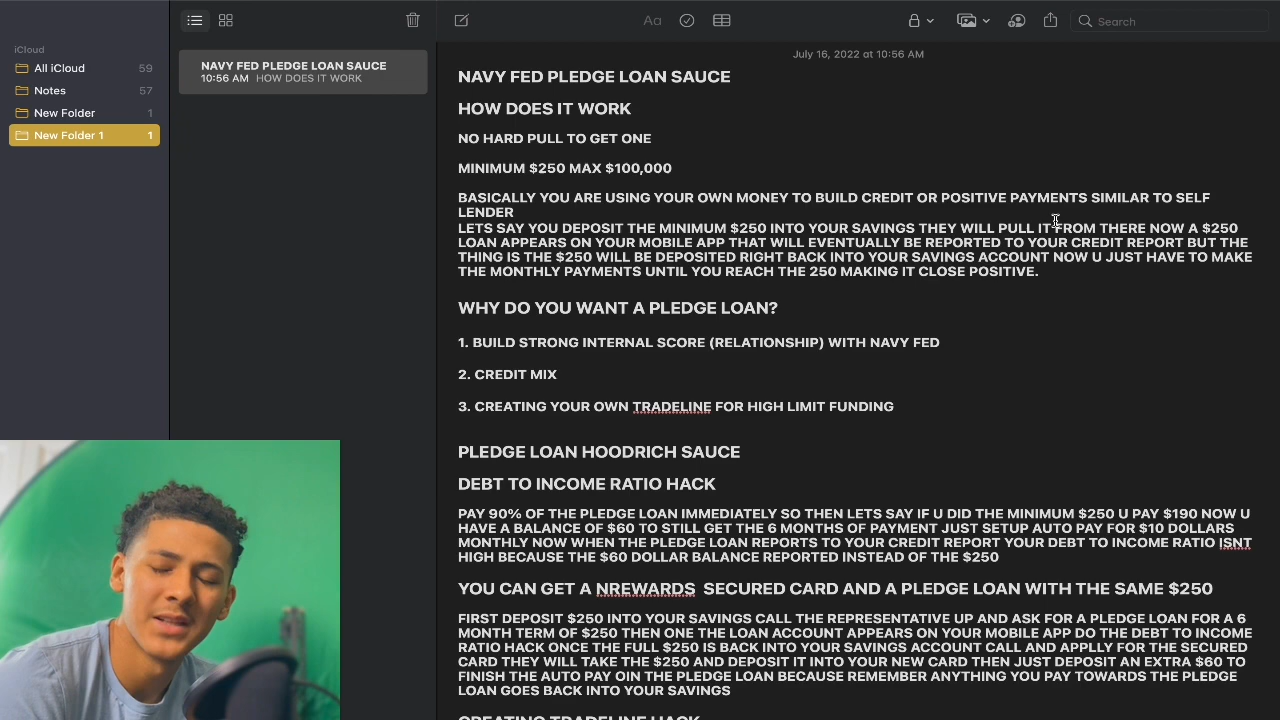 Aa
Search
iCloud
All iCloud 59
Notes 57
New Folder 1
New Folder 1 1
NAVY FED PLEDGE LOAN SAUCE
10:56 AM HOW DOES IT WORK
July 16, 2022 at 10:56 AM
NAVY FED PLEDGE LOAN SAUCE
HOW DOES IT WORK
NO HARD PULL TO GET ONE
MINIMUM $250 MAX $100,000
BASICALLY YOU ARE USING YOUR OWN MONEY TO BUILD CREDIT OR POSITIVE PAYMENTS SIMILAR TO SELF
LENDER
LETS SAY YOU DEPOSIT THE MINIMUM $250 INTO YOUR SAVINGS THEY WILL PULL IT FROM THERE NOW A $250
LOAN APPEARS ON YOUR MOBILE APP THAT WILL EVENTUALLY BE REPORTED TO YOUR CREDIT REPORT BUT THE
THING IS THE $250 WILL BE DEPOSITED RIGHT BACK INTO YOUR SAVINGS ACCOUNT NOW U JUST HAVE TO MAKE
THE MONTHLY PAYMENTS UNTIL YOU REACH THE 250 MAKING IT CLOSE POSITIVE.
WHY DO YOU WANT A PLEDGE LOAN?
1. BUILD STRONG INTERNAL SCORE (RELATIONSHIP) WITH NAVY FED
2. CREDIT MIX
3. CREATING YOUR OWN TRADELINE FOR HIGH LIMIT FUNDING
PLEDGE LOAN HOODRICH SAUCE
DEBT TO INCOME RATIO HACK
PAY 90% OF THE PLEDGE LOAN IMMEDIATELY SO THEN LETS SAY IF U DID THE MINIMUM $250 U PAY $190 NOW U
HAVE A BALANCE OF $60 TO STILL GET THE 6 MONTHS OF PAYMENT JUST SETUP AUTO PAY FOR $10 DOLLARS
MONTHLY NOW WHEN THE PLEDGE LOAN REPORTS TO YOUR CREDIT REPORT YOUR DEBT TO INCOME RATIO ISNT
HIGH BECAUSE THE $60 DOLLAR BALANCE REPORTED INSTEAD OF THE $250
YOU CAN GET A NREWARDS SECURED CARD AND A PLEDGE LOAN WITH THE SAME $250
FIRST DEPOSIT $250 INTO YOUR SAVINGS CALL THE REPRESENTATIVE UP AND ASK FOR A PLEDGE LOAN FOR A 6
MONTH TERM OF $250 THEN ONE THE LOAN ACCOUNT APPEARS ON YOUR MOBILE APP DO THE DEBT TO INCOME
RATIO HACK ONCE THE FULL $250 IS BACK INTO YOUR SAVINGS ACCOUNT CALL AND APPLLY FOR THE SECURED
CARD THEY WILL TAKE THE $250 AND DEPOSIT IT INTO YOUR NEW CARD THEN JUST DEPOSIT AN EXTRA $60 TO
FINISH THE AUTO PAY OIN THE PLEDGE LOAN BECAUSE REMEMBER ANYTHING YOU PAY TOWARDS THE PLEDGE
LOAN GOES BACK INTO YOUR SAVINGS
CREATING TRADELINE HACK